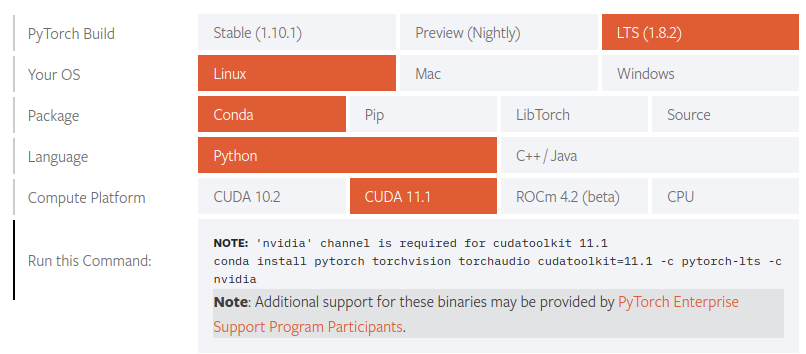 PyTorch Build Stable (1.10.1) Preview (Nightly) LTS (1.8.2)
Your OS Linux Mac Windows
Package Conda Pip LibTorch Source
Language Python C++ / Java
Compute Platform CUDA 10.2 CUDA 11.1 ROCm 4.2 (beta) CPU
Run this Command:
NOTE: 'nvidia' channel is required for cudatoolkit 11.1
conda install pytorch torchvision torchaudio cudatoolkit=11.1 -c pytorch-lts -c
nvidia
Note: Additional support for these binaries may be provided by PyTorch Enterprise
Support Program Participants.